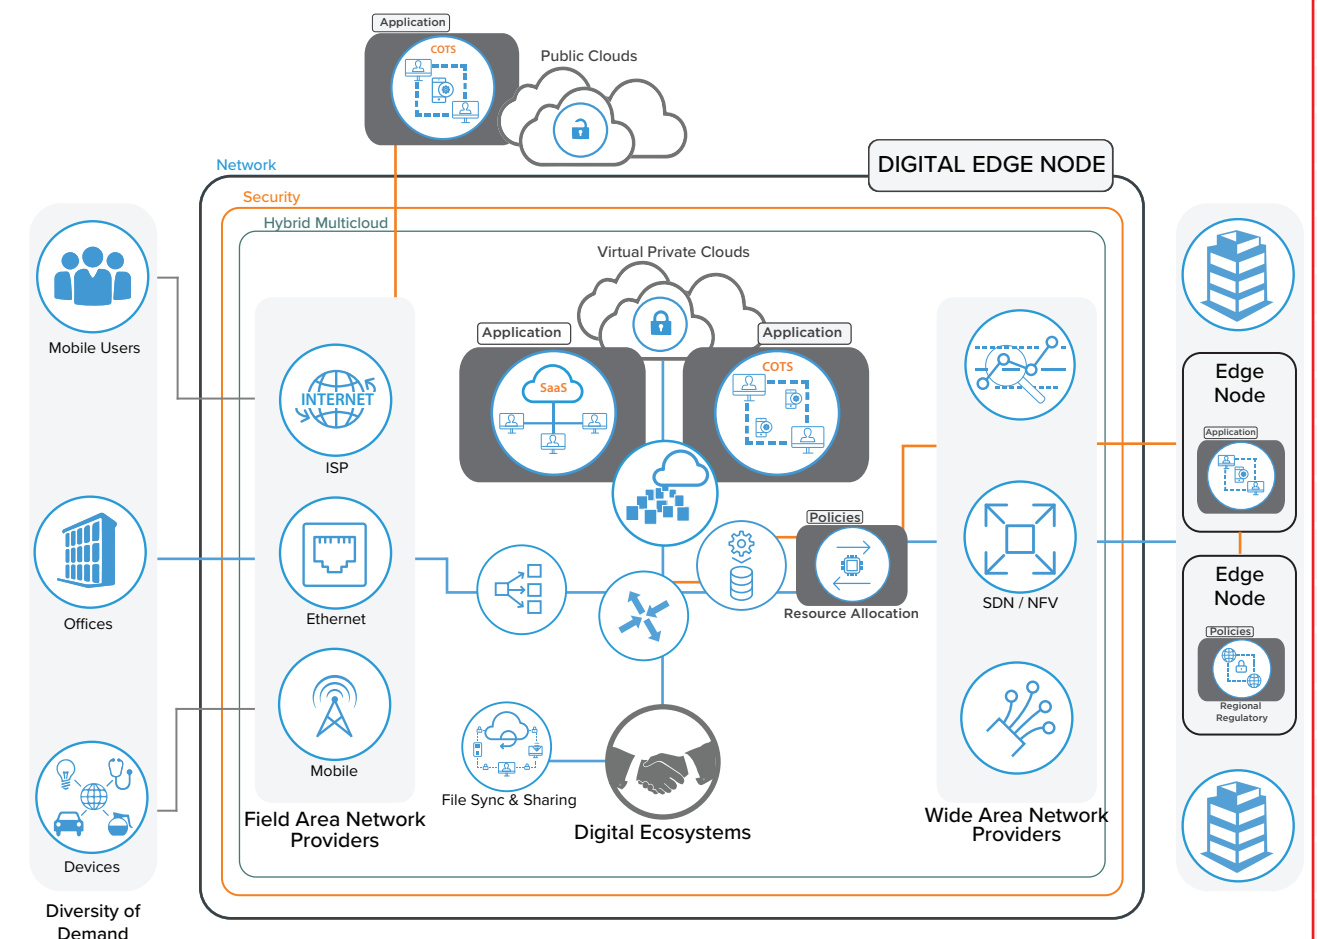 Application
COTS
Public Clouds
DIGITAL EDGE NODE
Network
Security
Hybrid Multicloud
Virtual Private Clouds
Application
Application
SaaS
COTS
Mobile Users
INTERNET
ISP
Edge
Node
Application
Policies
Offices
Ethernet
Resource Allocation
SDN / NFV
Edge
Node
Policies
Regional
Regulatory
Mobile
File Sync & Sharing
Devices
Field Area Network
Providers
Digital Ecosystems
Wide Area Network
Providers
Diversity of
Demand